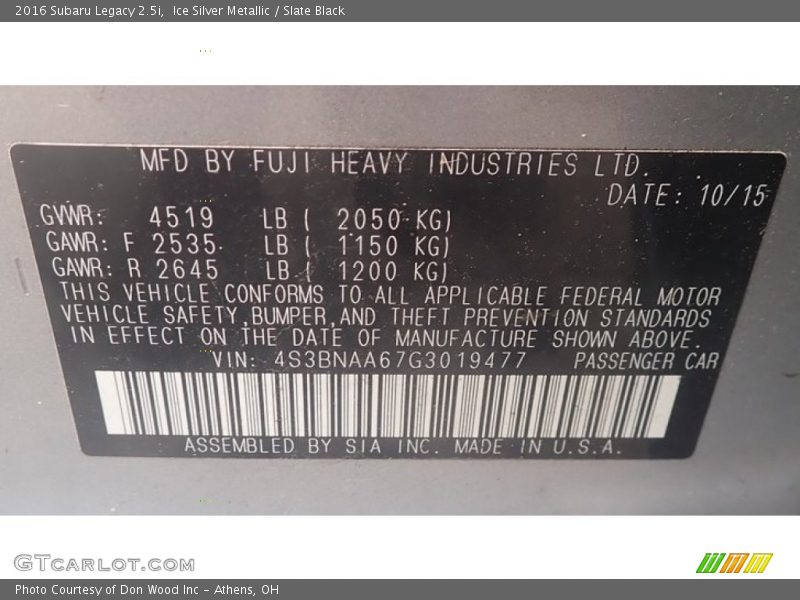 2016 Subaru Legacy 2.5i,  Ice Silver Metallic / Slate Black
MFD BY FUJI HEAVY INDUSTRIES LTD.
DATE: 10/15
GVWR: 4519 LB ( 2050 KG)
GAWR: F 2535 LB ( 1150 KG)
GAWR: R 2645 LB ( 1200 KG)
THIS VEHICLE CONFORMS TO ALL APPLICABLE FEDERAL MOTOR
VEHICLE SAFETY,BUMPER,AND THEFT PREVENTION STANDARDS
IN EFFECT ON THE DATE OF MANUFACTURE SHOWN ABOVE.
VIN: 4S3BNAA67G3019477 PASSENGER CAR
ASSEMBLED BY SIA INC. MADE IN U.S.A.
GTCARLOT.COM
Photo Courtesy of Don Wood Inc - Athens, OH